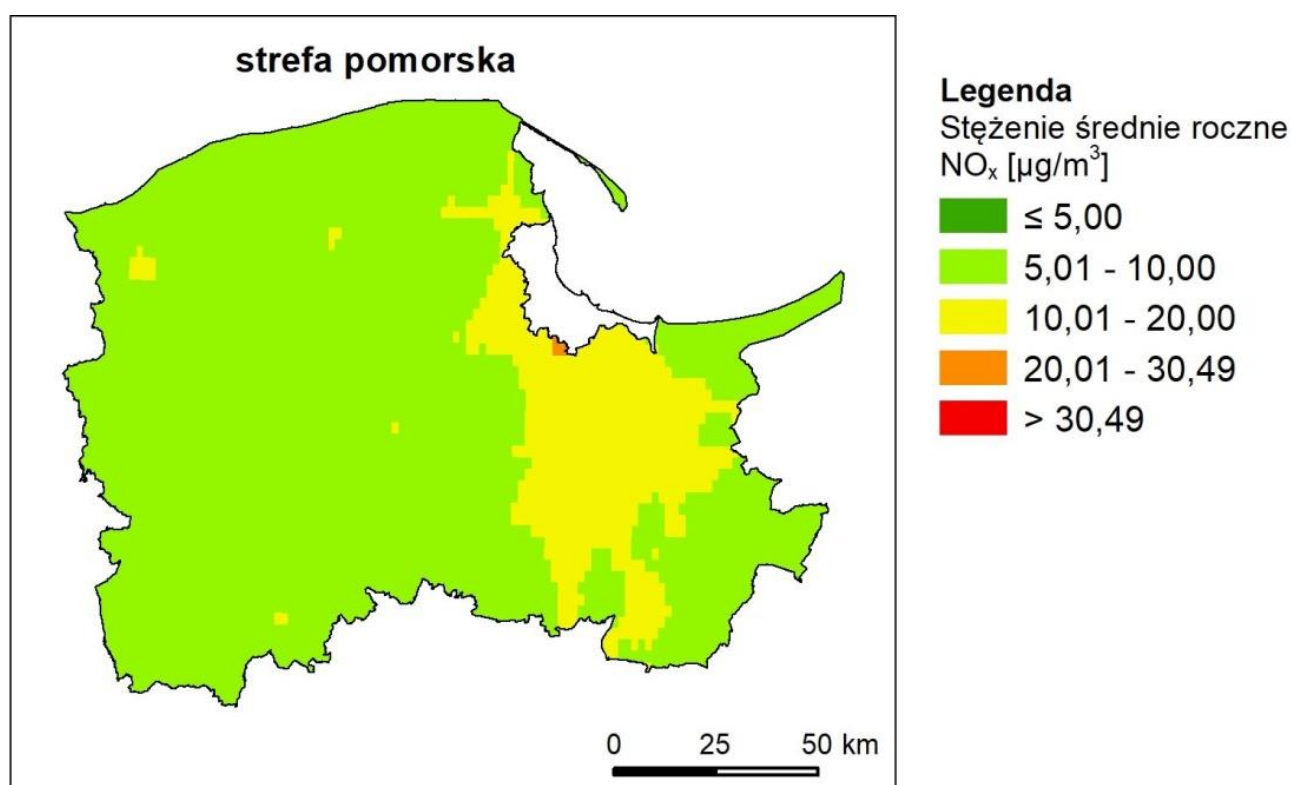 strefa pomorska
Legenda
Stężenie średnie roczne
NOₓ [µg/m³]
≤ 5,00
5,01 - 10,00
10,01 - 20,00
20,01 - 30,49
> 30,49
0 25 50 km